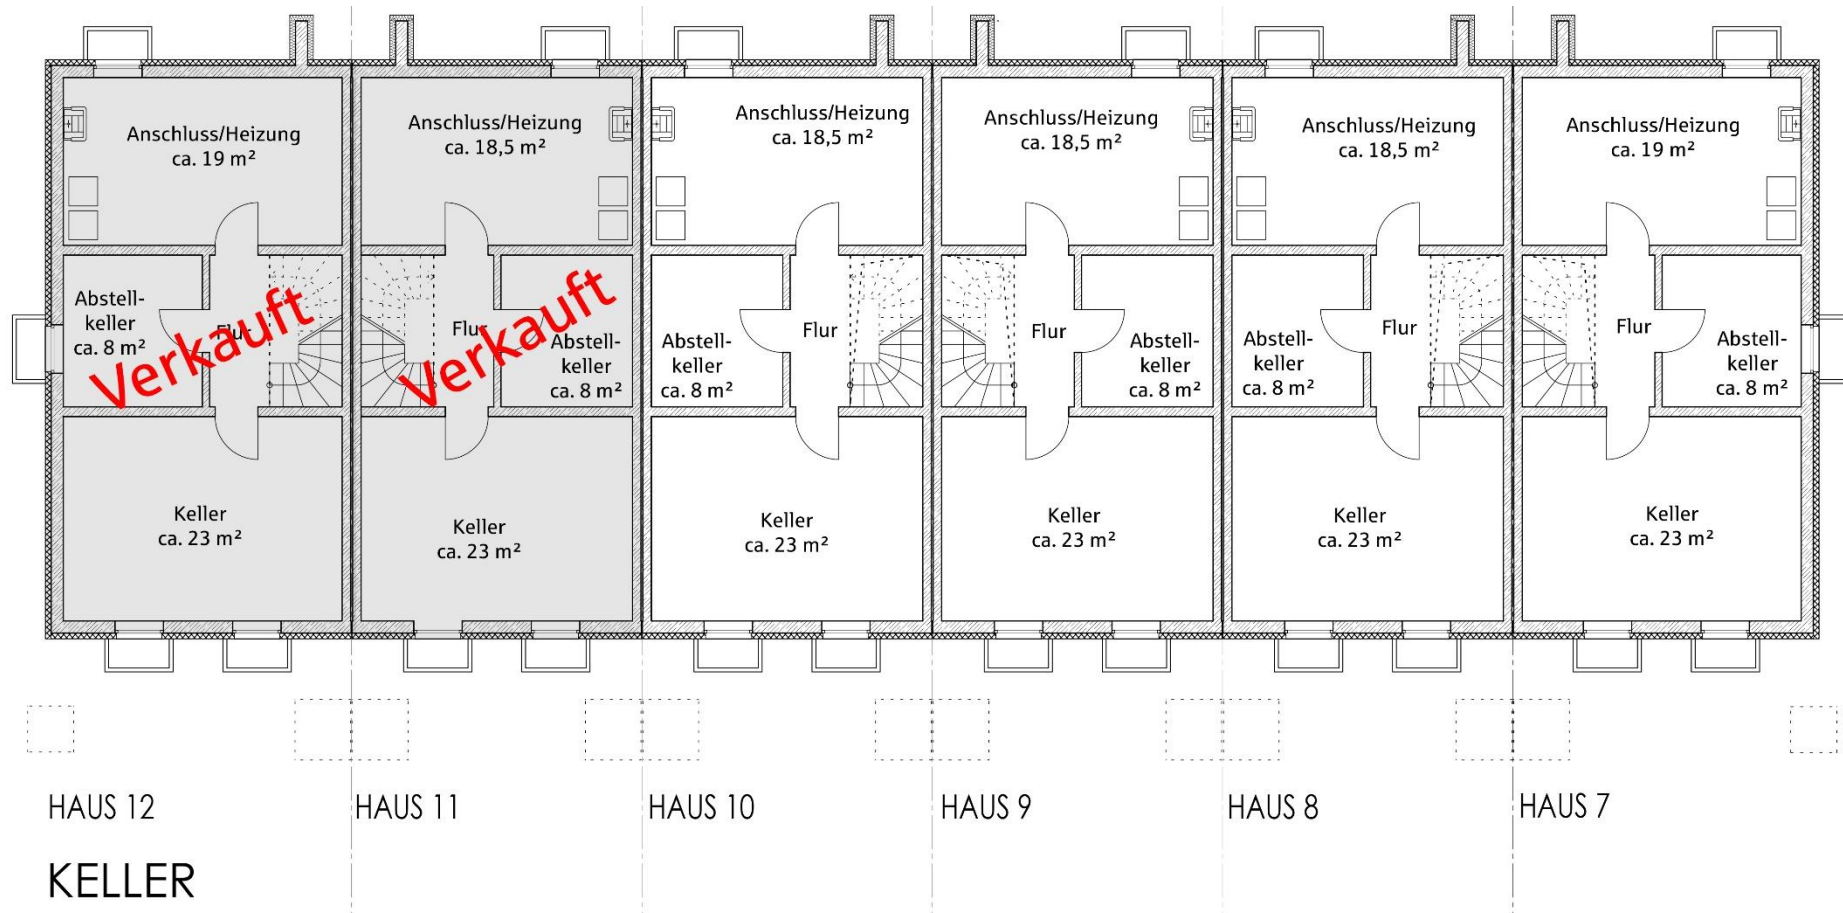 Anschluss/Heizung
ca. 19 m²
Anschluss/Heizung
ca. 18,5 m²
Anschluss/Heizung
ca. 18,5 m²
Anschluss/Heizung
ca. 18,5 m²
Anschluss/Heizung
ca. 18,5 m²
Anschluss/Heizung
ca. 19 m²
Abstell-
keller
ca. 8 m²
Flur
Verkauft
Flur
Abstell-
keller
ca. 8 m²
Verkauft
Abstell-
keller
ca. 8 m²
Flur
Flur
Abstell-
keller
ca. 8 m²
Abstell-
keller
ca. 8 m²
Flur
Flur
Abstell-
keller
ca. 8 m²
Keller
ca. 23 m²
Keller
ca. 23 m²
Keller
ca. 23 m²
Keller
ca. 23 m²
Keller
ca. 23 m²
Keller
ca. 23 m²
HAUS 12
HAUS 11
HAUS 10
HAUS 9
HAUS 8
HAUS 7
KELLER